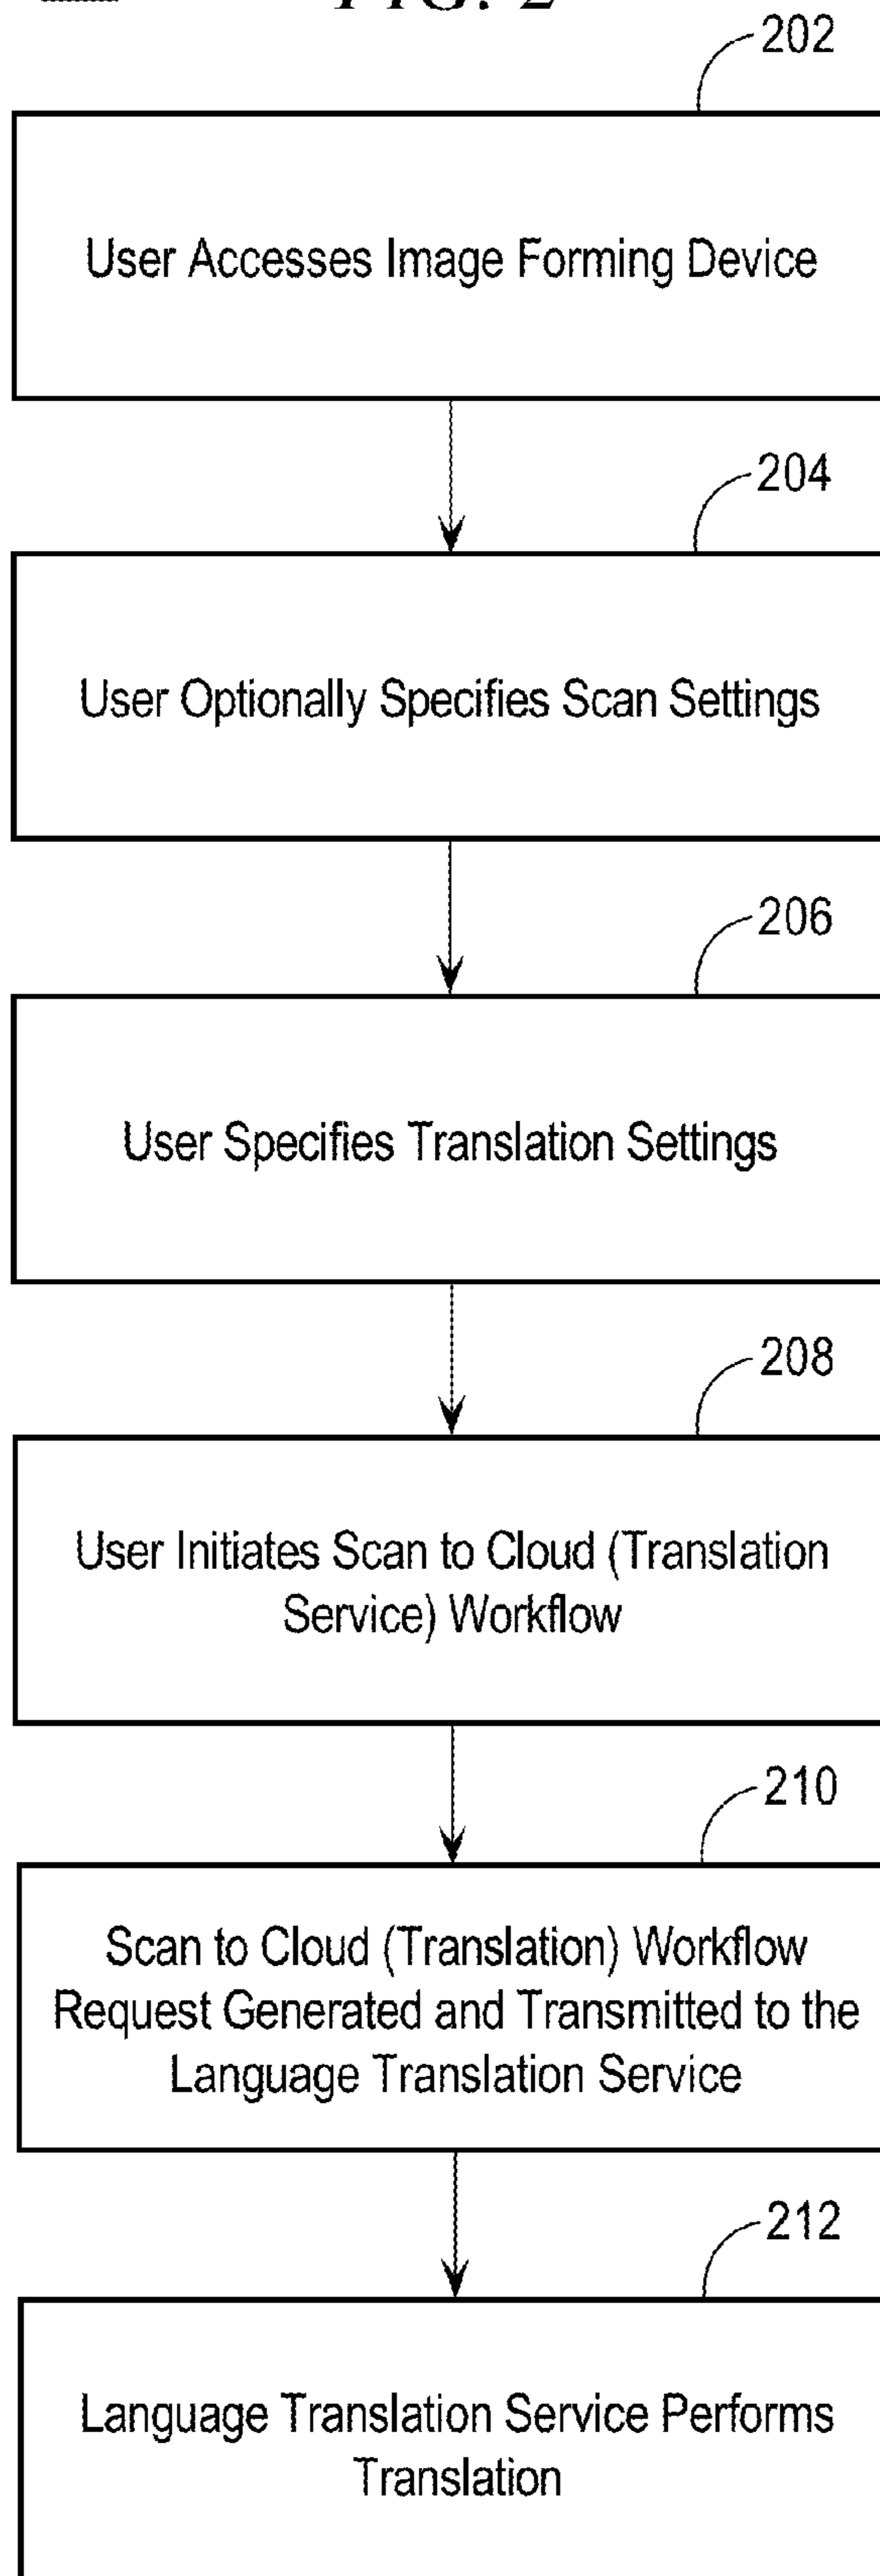 FIG. 2
202
User Accesses Image Forming Device
204
User Optionally Specifies Scan Settings
206
User Specifies Translation Settings
208
User Initiates Scan to Cloud (Translation
Service) Workflow
210
Scan to Cloud (Translation) Workflow
Request Generated and Transmitted to the
Language Translation Service
212
Language Translation Service Performs
Translation